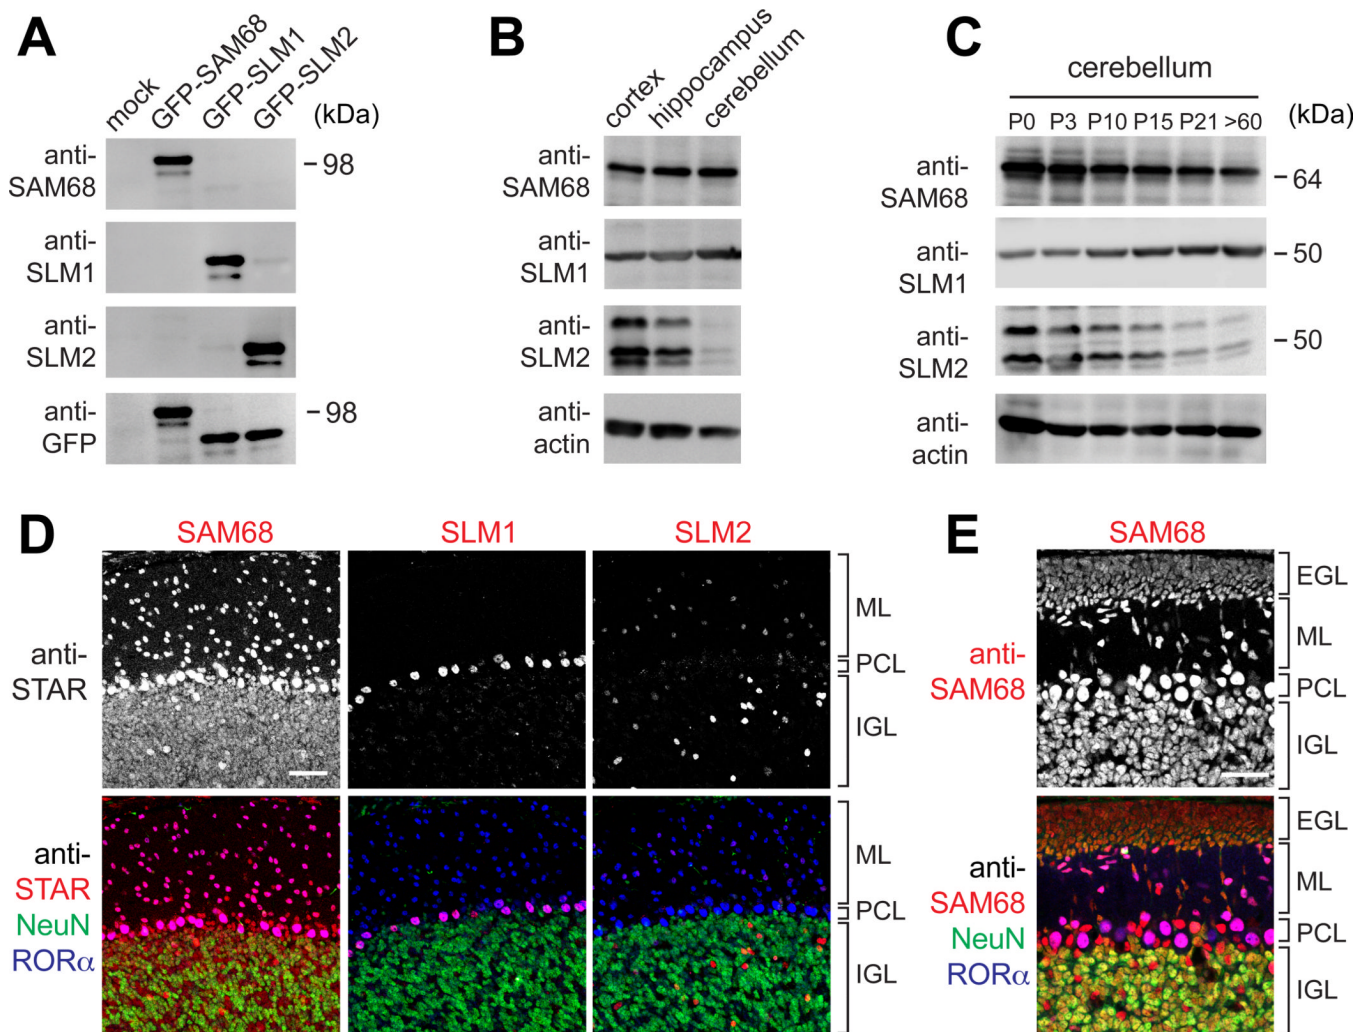 A
mock
GFP-SAM68
GFP-SLM1
GFP-SLM2
(kDa)
anti-
SAM68
98
anti-
SLM1
anti-
SLM2
anti-
GFP
98
B
cortex
hippocampus
cerebellum
anti-
SAM68
anti-
SLM1
anti-
SLM2
anti-
actin
C
cerebellum
P0 P3 P10 P15 P21 >60
(kDa)
anti-
SAM68
64
anti-
SLM1
50
anti-
SLM2
50
anti-
actin
D
SAM68 SLM1 SLM2
anti-
STAR
ML
PCL
IGL
anti-
STAR
NeuN
RORα
ML
PCL
IGL
E
SAM68
anti-
SAM68
EGL
ML
PCL
IGL
anti-
SAM68
NeuN
RORα
EGL
ML
PCL
IGL